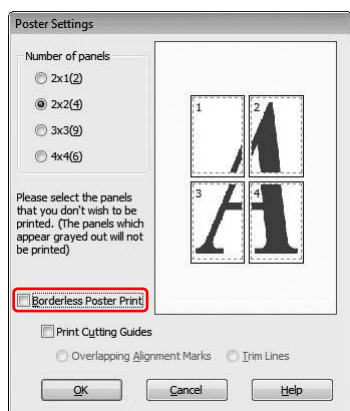 Poster Settings
Number of panels
2x1(2)
2x2(4)
3x3(9)
4x4(6)
Please select the panels
that you don't wish to be
printed. (The panels which
appear grayed out will not
be printed)
1
2
3
4
A
Borderless Poster Print
Print Cutting Guides
Overlapping Alignment Marks
Trim Lines
OK
Cancel
Help